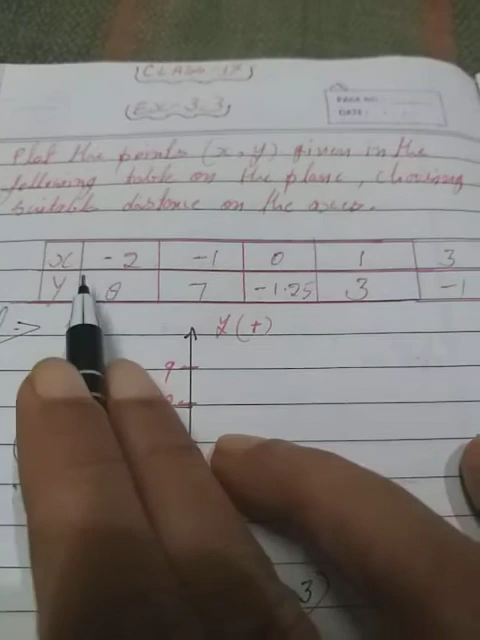 CLASS-IX
EX-3.3
PAGE NO.
DATE
Plot the points (x, y) given in the
following table on the plane, choosing
suitable distance on the axes.
x -2 -1 0 1 3
y 8 7 -1.25 3 -1
=>
Y(+)
9
3)